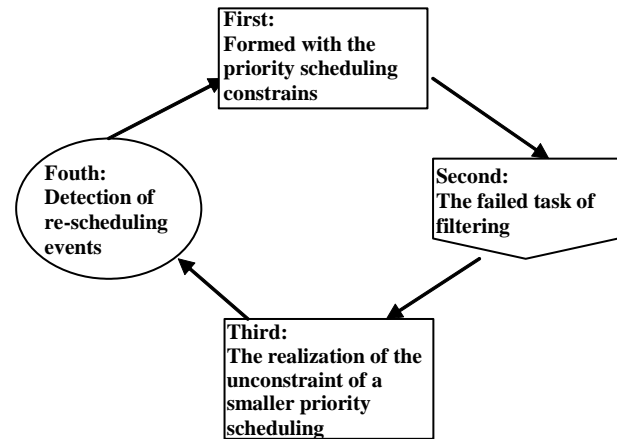 First:
Formed with the
priority scheduling
constrains
Second:
The failed task of
filtering
Third:
The realization of the
unconstraint of a
smaller priority
scheduling
Fouth:
Detection of
re-scheduling
events